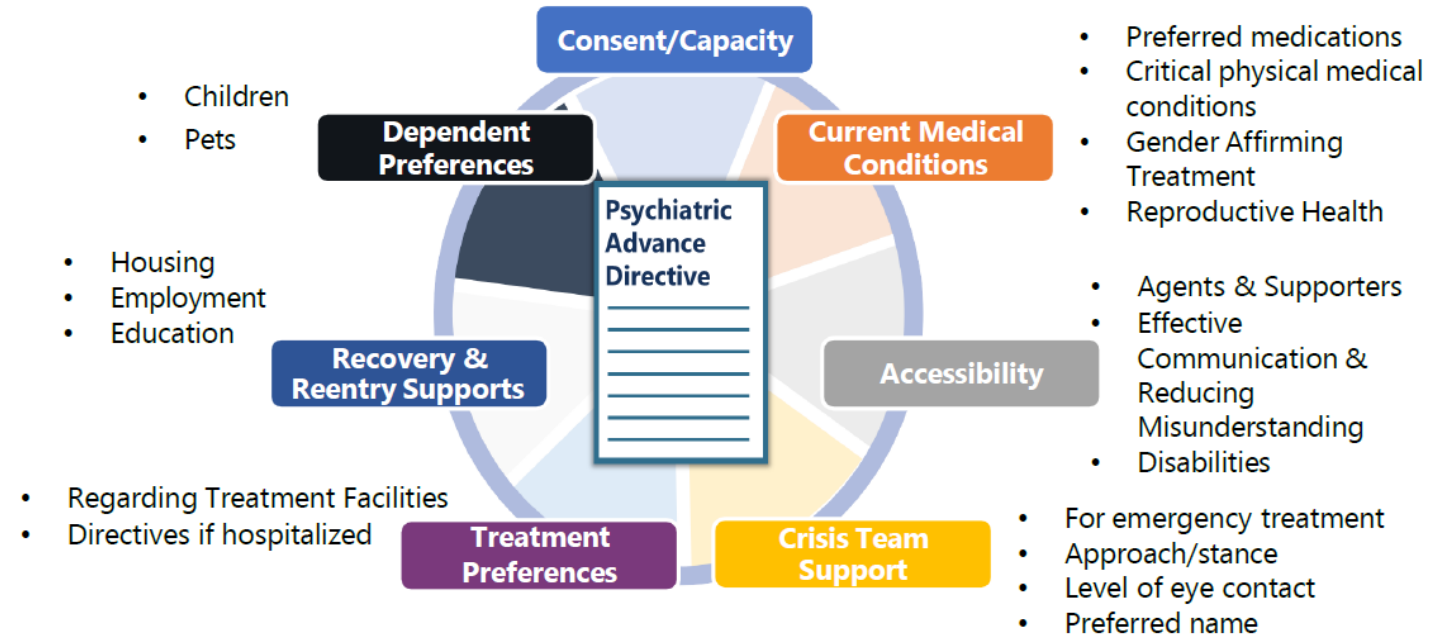 Consent/Capacity
• Children
• Pets
Dependent
Preferences
Current Medical
Conditions
• Preferred medications
• Critical physical medical
conditions
• Gender Affirming
Treatment
• Reproductive Health
Psychiatric
Advance
Directive
• Housing
• Employment
• Education
Recovery &
Reentry Supports
Accessibility
• Agents & Supporters
• Effective
Communication &
Reducing
Misunderstanding
• Disabilities
• Regarding Treatment Facilities
• Directives if hospitalized
Treatment
Preferences
Crisis Team
Support
• For emergency treatment
• Approach/stance
• Level of eye contact
• Preferred name